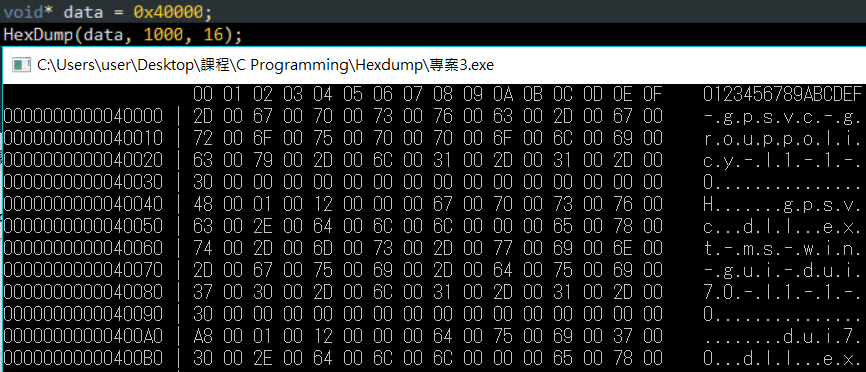 void* data = 0x40000;
HexDump(data, 1000, 16);
C:\Users\user\Desktop\課程\C Programming\Hexdump\專案3.exe
00 01 02 03 04 05 06 07 08 09 0A 0B 0C 0D 0E 0F 0123456789ABCDEF
0000000000040000 | 2D 00 67 00 70 00 73 00 76 00 63 00 2D 00 67 00 -.g.p.s.v.c.-.g.
0000000000040010 | 72 00 6F 00 75 00 70 00 70 00 6F 00 6C 00 69 00 r.o.u.p.p.o.l.i.
0000000000040020 | 63 00 79 00 2D 00 6C 00 31 00 2D 00 31 00 2D 00 c.y.-.l.1.-.1.-.
0000000000040030 | 30 00 00 00 00 00 00 00 00 00 00 00 00 00 00 00 0...............
0000000000040040 | 48 00 01 00 12 00 00 00 67 00 70 00 73 00 76 00 H.......g.p.s.v.
0000000000040050 | 63 00 2E 00 64 00 6C 00 6C 00 00 00 65 00 78 00 c...d.l.l...e.x.
0000000000040060 | 74 00 2D 00 6D 00 73 00 2D 00 77 00 69 00 6E 00 t.-.m.s.-.w.i.n.
0000000000040070 | 2D 00 67 00 75 00 69 00 2D 00 64 00 75 00 69 00 -.g.u.i.-.d.u.i.
0000000000040080 | 37 00 30 00 2D 00 6C 00 31 00 2D 00 31 00 2D 00 7.0.-.l.1.-.1.-.
0000000000040090 | 30 00 00 00 00 00 00 00 00 00 00 00 00 00 00 00 0...............
00000000000400A0 | A8 00 01 00 12 00 00 00 64 00 75 00 69 00 37 00 ........d.u.i.7.
00000000000400B0 | 30 00 2E 00 64 00 6C 00 6C 00 00 00 65 00 78 00 0...d.l.l...e.x.